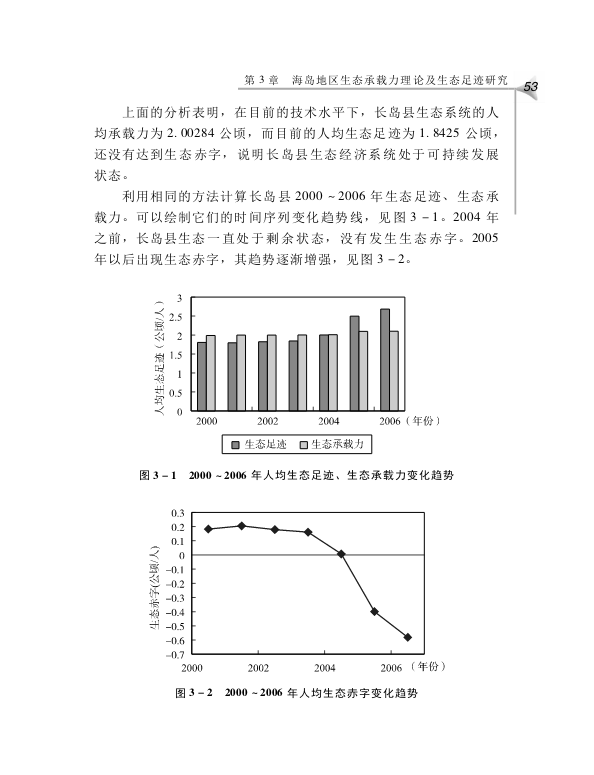 第 3 章 海岛地区生态承载力理论及生态足迹研究
53
上面的分析表明，在目前的技术水平下，长岛县生态系统的人
均承载力为 2. 00284 公顷，而目前的人均生态足迹为 1. 8425 公顷，
还没有达到生态赤字，说明长岛县生态经济系统处于可持续发展
状态。
利用相同的方法计算长岛县 2000 ~ 2006 年生态足迹、生态承
载力。可以绘制它们的时间序列变化趋势线，见图 3 - 1。2004 年
之前，长岛县生态一直处于剩余状态，没有发生生态赤字。2005
年以后出现生态赤字，其趋势逐渐增强，见图 3 - 2。
人均生态足迹（公顷/人）
3
2.5
2
1.5
1
0.5
0
2000 2002 2004 2006（年份）
生态足迹 生态承载力
图 3 - 1 2000 ~ 2006 年人均生态足迹、生态承载力变化趋势
生态赤字(公顷/人)
0.3
0.2
0.1
0
-0.1
-0.2
-0.3
-0.4
-0.5
-0.6
-0.7
2000 2002 2004 2006（年份）
图 3 - 2 2000 ~ 2006 年人均生态赤字变化趋势